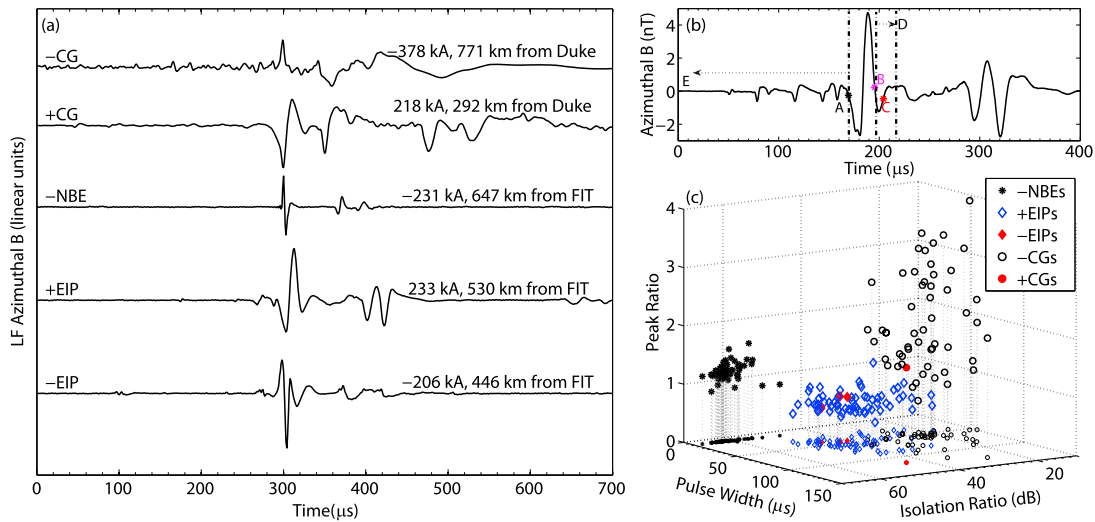 (a)
−CG
−378 kA, 771 km from Duke
+CG
218 kA, 292 km from Duke
−NBE
−231 kA, 647 km from FIT
+EIP
233 kA, 530 km from FIT
−EIP
−206 kA, 446 km from FIT
LF Azimuthal B (linear units)
0 100 200 300 400 500 600 700
Time(μs)
(b)
Azimuthal B (nT)
4
2
0
−2
E
A
B
C
D
0 100 200 300 400
Time (μs)
(c)
−NBEs
+EIPs
−EIPs
−CGs
+CGs
Peak Ratio
4
3
2
1
0
0
50
100
150
Pulse Width (μs)
60
40
20
Isolation Ratio (dB)